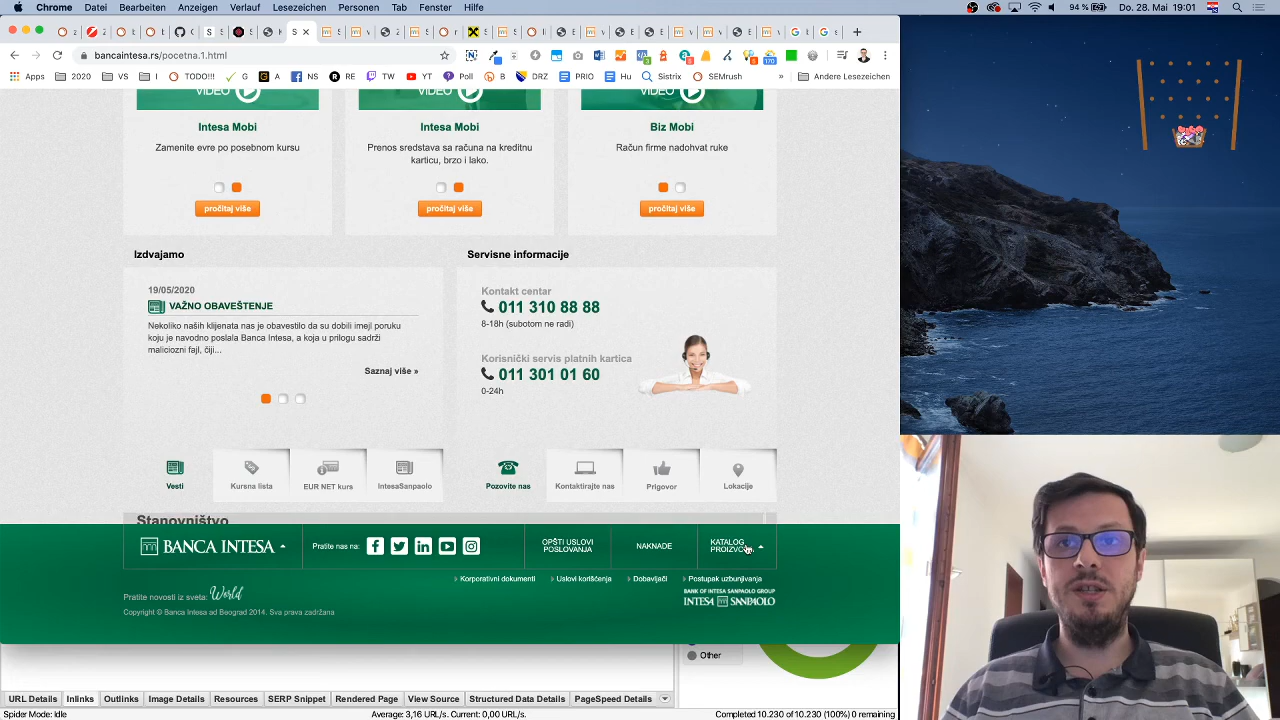 Chrome Datei Bearbeiten Anzeigen Verlauf Lesezeichen Personen Tab Fenster Hilfe
94%
bancaintesa.rs/pocetna.1.html
3 8 170
Apps 2020 VS TODO!!! G A NS RE TW YT Poll B DRZ PRIO Hu Sistrix SEmrush » Andere Lesezeichen
VIDEO VIDEO VIDEO
Intesa Mobi
Zamenite evre po posebnom kursu
pročitaj više
Intesa Mobi
Prenos sredstava sa računa na kreditnu
karticu, brzo i lako.
pročitaj više
Biz Mobi
Račun firme nadohvat ruke
pročitaj više
Izdvajamo
19/05/2020
VAŽNO OBAVEŠTENJE
Nekoliko naših klijenata nas je obavestilo da su dobili imejl poruku
koju je navodno poslala Banca Intesa, a koja u prilogu sadrži
maliciozni fajl, čiji...
Saznaj više »
Servisne informacije
Kontakt centar
011 310 88 88
8-18h (subotom ne radi)
Korisnički servis platnih kartica
011 301 01 60
0-24h
Vesti Kursna lista EUR NET kurs IntesaSanpaolo Pozovite nas Kontaktirajte nas Prigovor Lokacije
Stanovništvo
BANCA INTESA
Pratite nas na:
OPŠTI USLOVI
POSLOVANJA
NAKNADE
KATALOG
Korporativni dokumenti Uslovi korišćenja Dobavljači Postupak uzbunjivanja
Pratite novosti iz sveta: World
BANK OF INTESA SANPAOLO GROUP
INTESA SANPAOLO
Copyright © Banca Intesa ad Beograd 2014. Sva prava zadržana
Other
URL Details Inlinks Outlinks Image Details Resources SERP Snippet Rendered Page View Source Structured Data Details PageSpeed Details
Spider Mode: Idle Average: 3,16 URL/s. Current: 0,00 URL/s. Completed 10.230 of 10.230 (100%) 0 remaining